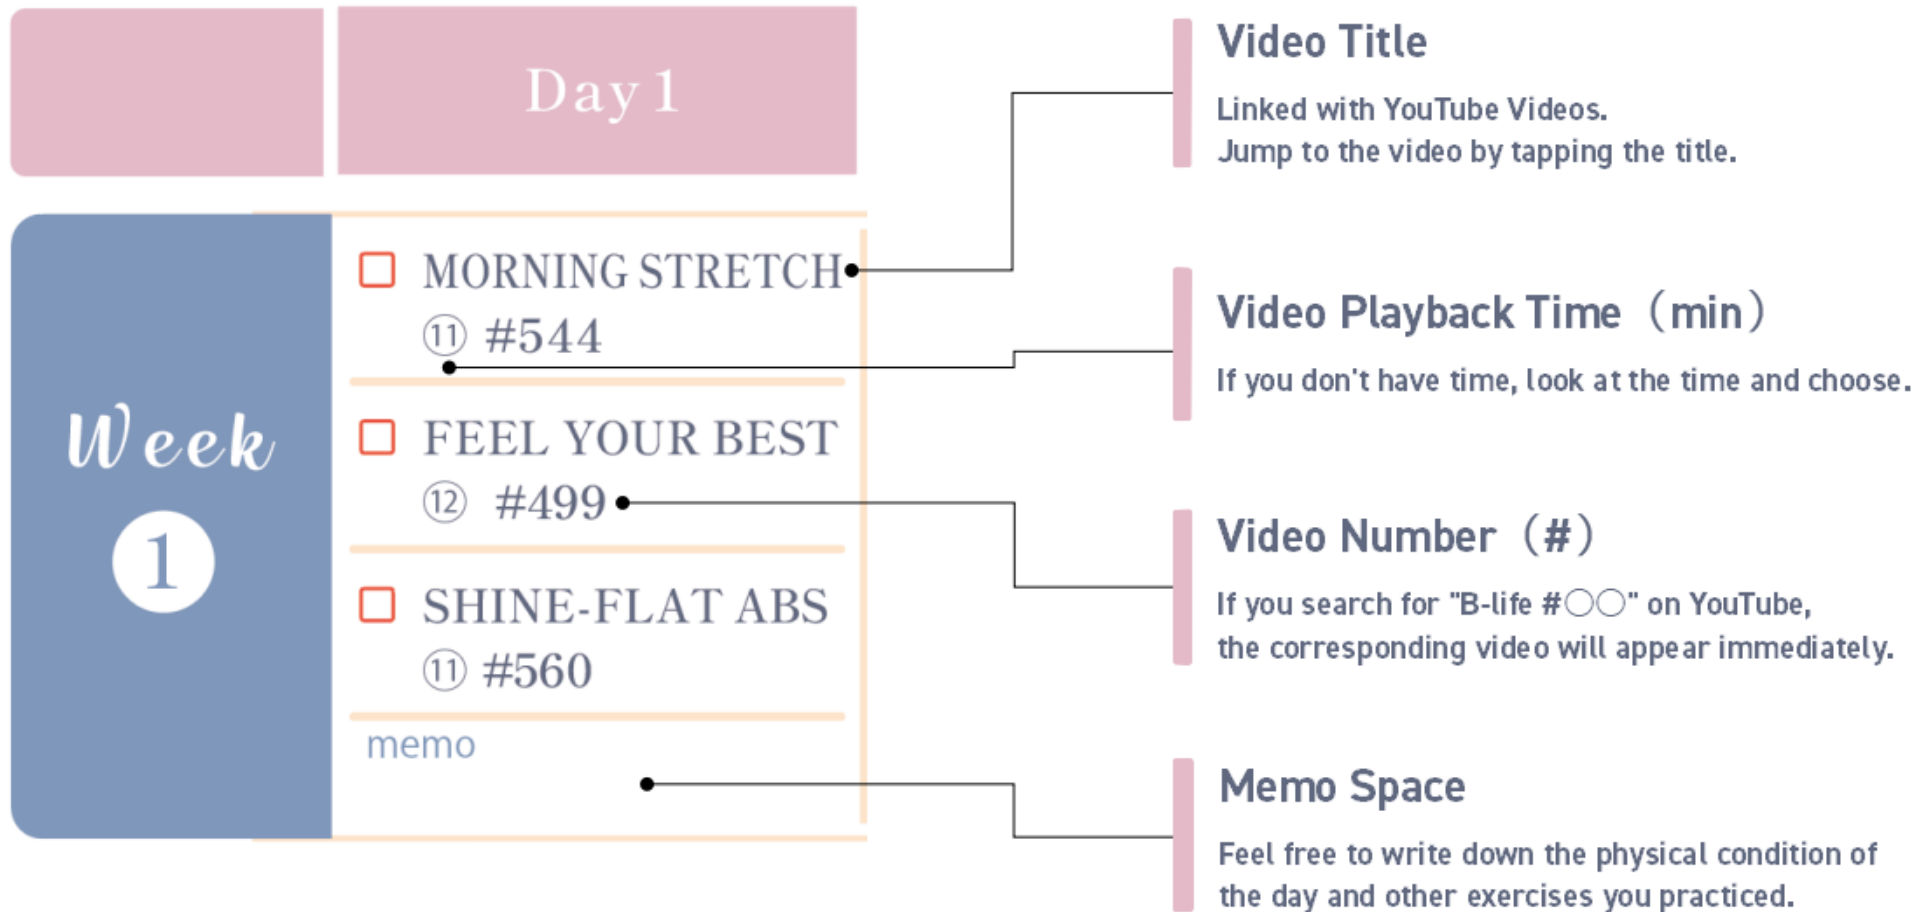 Day 1
Week
1
MORNING STRETCH
⑪ #544
FEEL YOUR BEST
⑫ #499
SHINE-FLAT ABS
⑪ #560
memo
Video Title
Linked with YouTube Videos.
Jump to the video by tapping the title.
Video Playback Time（min）
If you don't have time, look at the time and choose.
Video Number（#）
If you search for "B-life #○○" on YouTube,
the corresponding video will appear immediately.
Memo Space
Feel free to write down the physical condition of
the day and other exercises you practiced.